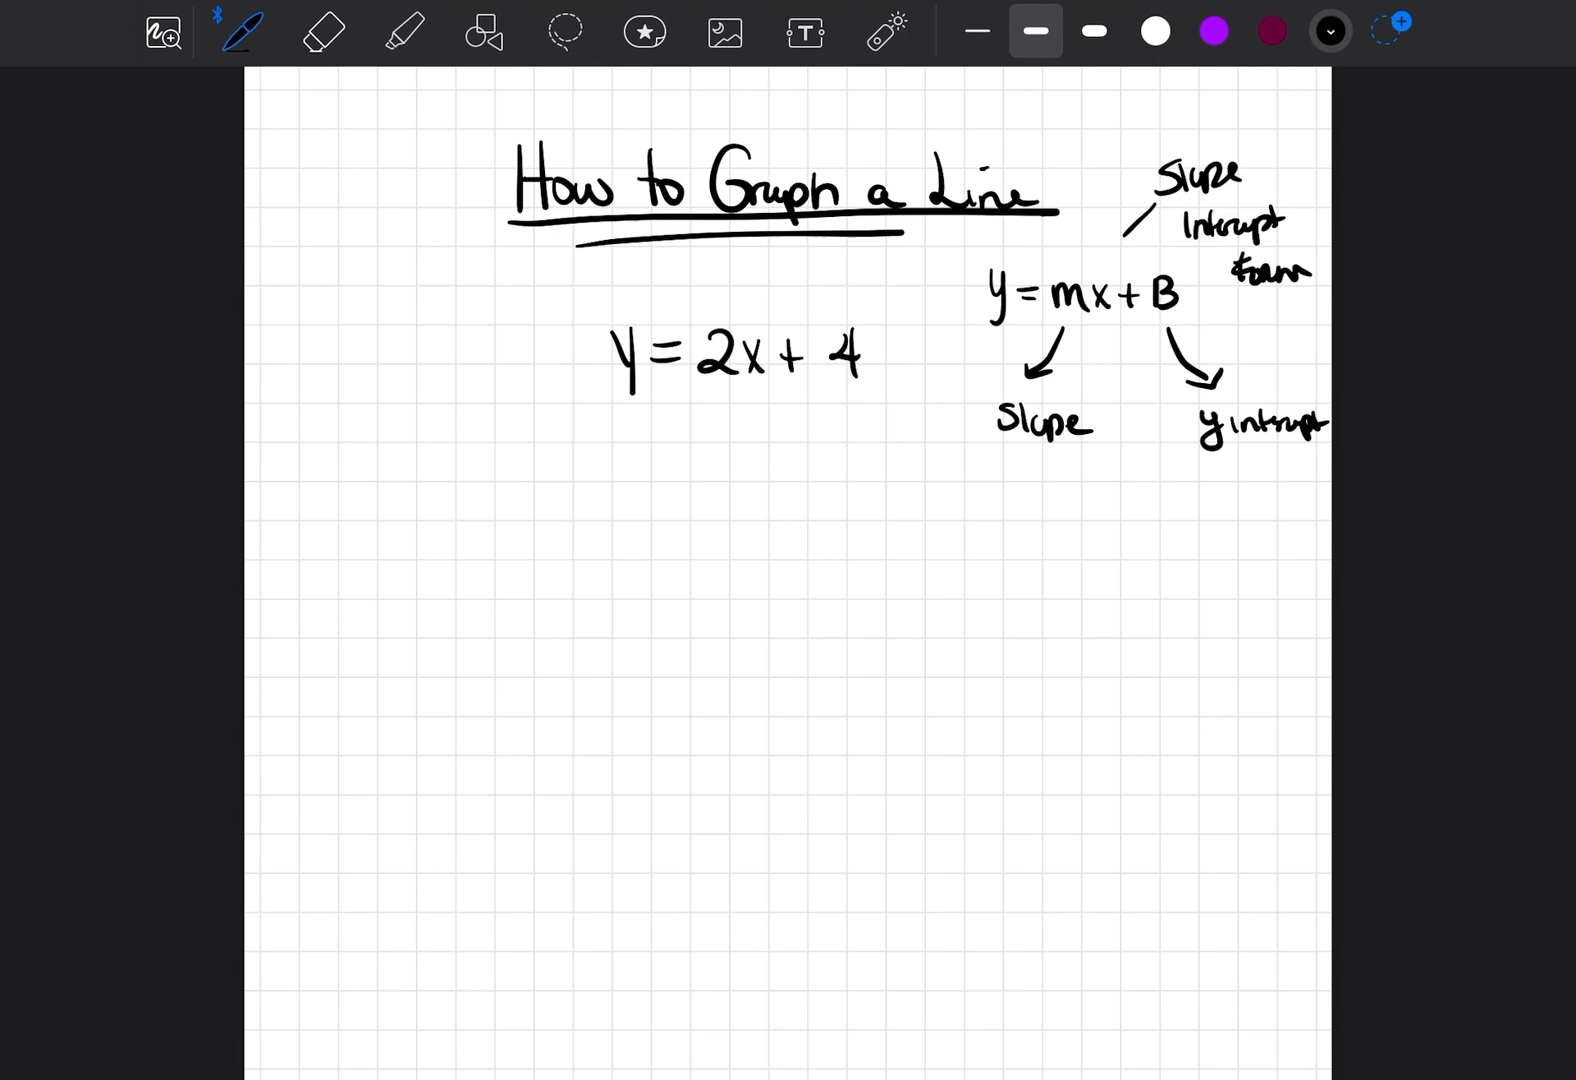 How to Graph a Line
Slope
Intercept
form
y = mx + B
y = 2x + 4
Slope
y intercept